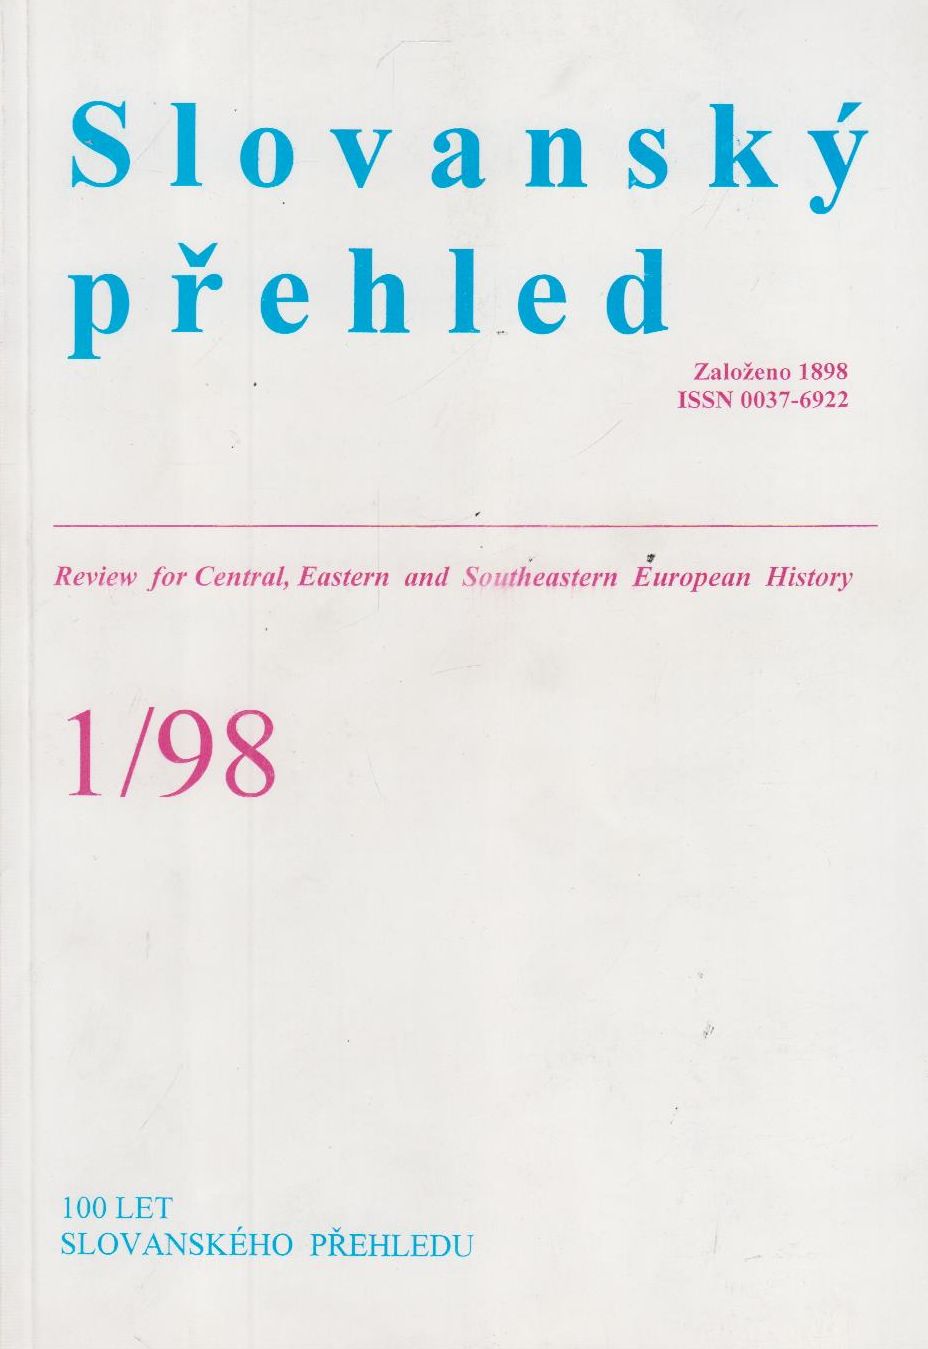 Slovanský
přehled
Založeno 1898
ISSN 0037-6922
Review for Central, Eastern and Southeastern European History
1/98
100 LET
SLOVANSKÉHO PŘEHLEDU